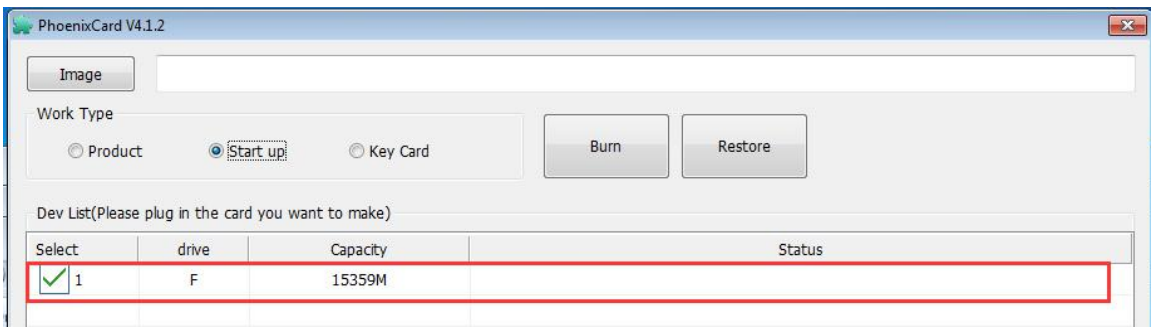 PhoenixCard V4.1.2
Image
Work Type
Product Start up Key Card
Burn Restore
Dev List(Please plug in the card you want to make)
Select drive Capacity Status
1 F 15359M